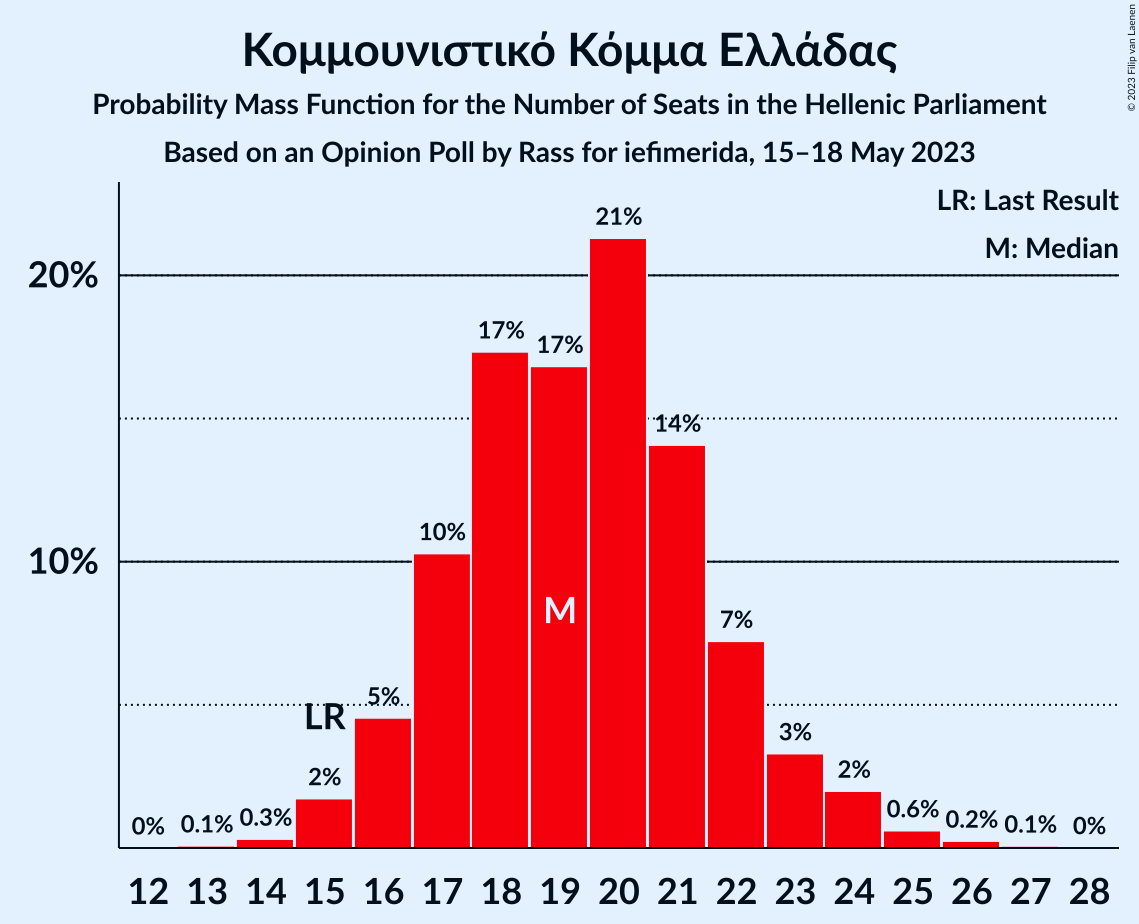 Κομμουνιστικό Κόμμα Ελλάδας
Probability Mass Function for the Number of Seats in the Hellenic Parliament
Based on an Opinion Poll by Rass for iefimerida, 15–18 May 2023
© 2023 Filip van Laenen
LR: Last Result
M: Median
20%
10%
0%
0.1%
0.3%
2%
LR
5%
10%
17%
17%
M
21%
14%
7%
3%
2%
0.6%
0.2%
0.1%
0%
12 13 14 15 16 17 18 19 20 21 22 23 24 25 26 27 28